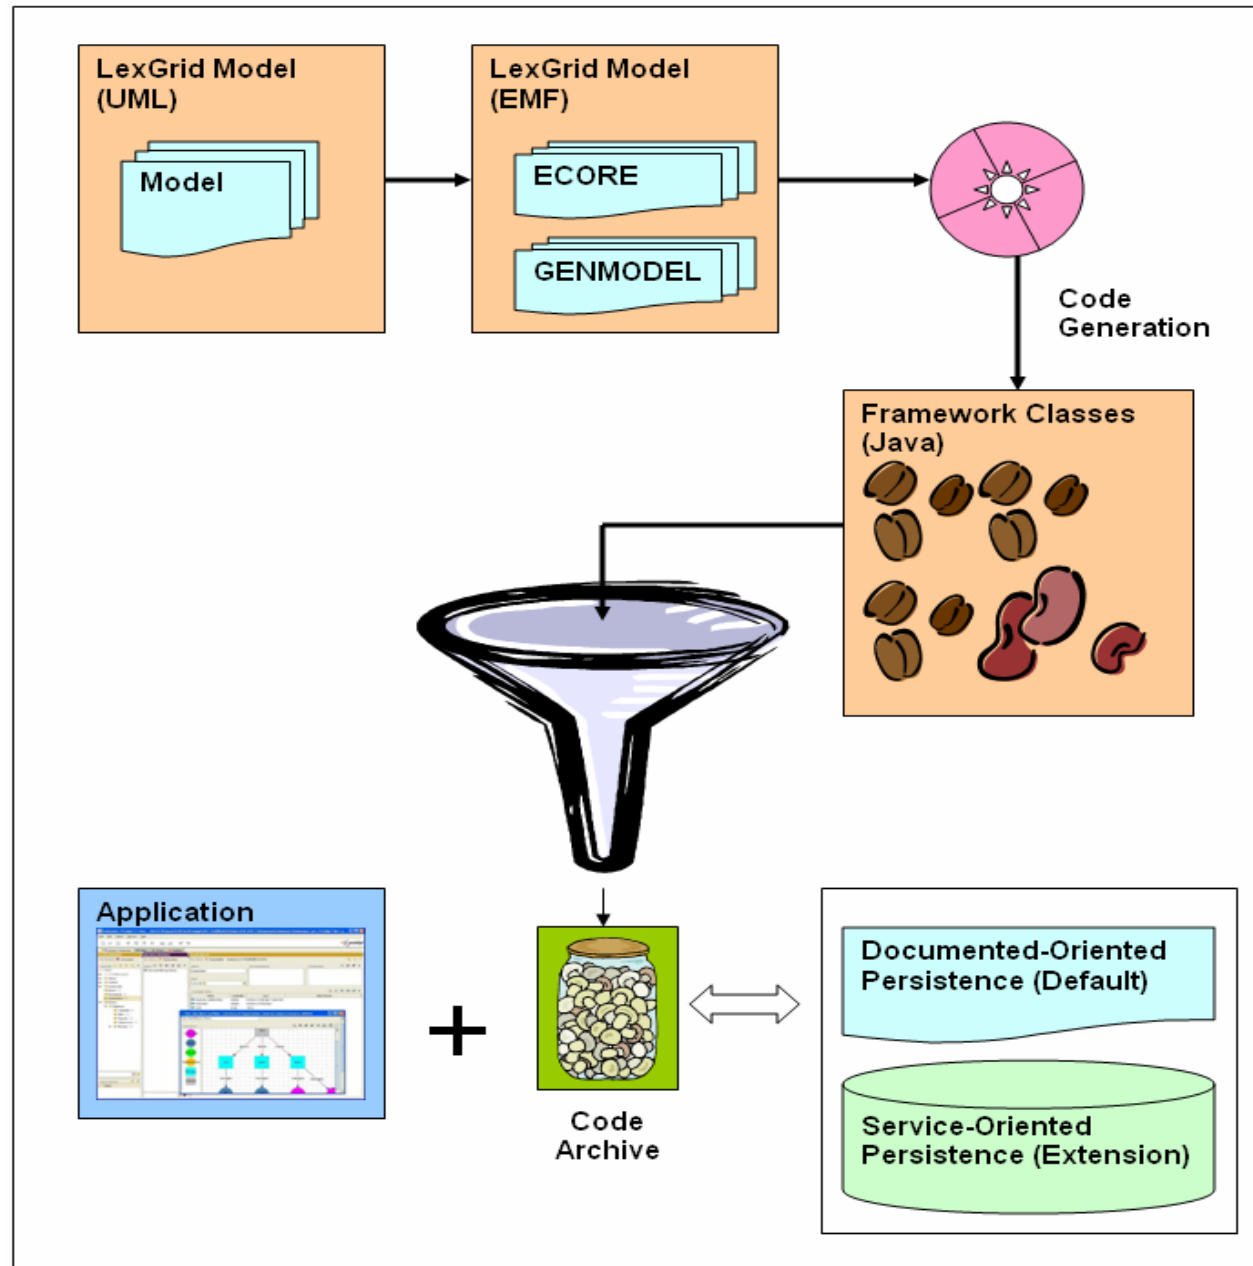 LexGrid Model
(UML)
Model
LexGrid Model
(EMF)
ECORE
GENMODEL
Code
Generation
Framework Classes
(Java)
Application
Code
Archive
Documented-Oriented
Persistence (Default)
Service-Oriented
Persistence (Extension)